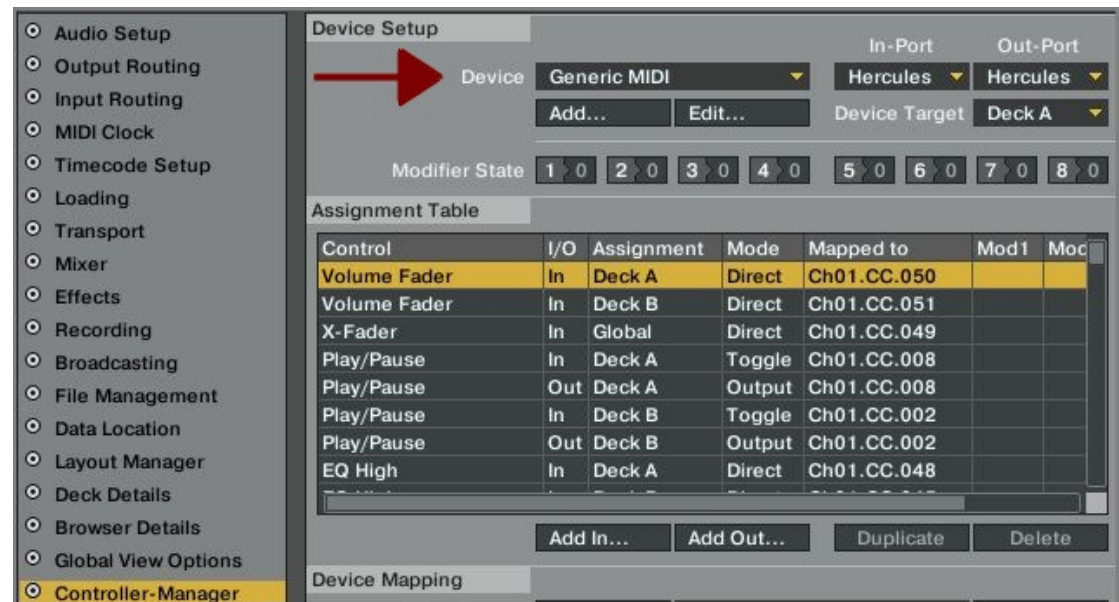 Audio Setup
Output Routing
Input Routing
MIDI Clock
Timecode Setup
Loading
Transport
Mixer
Effects
Recording
Broadcasting
File Management
Data Location
Layout Manager
Deck Details
Browser Details
Global View Options
Controller-Manager
Device Setup
In-Port Out-Port
Device Generic MIDI Hercules Hercules
Add... Edit... Device Target Deck A
Modifier State 1 0 2 0 3 0 4 0 5 0 6 0 7 0 8 0
Assignment Table
Control I/O Assignment Mode Mapped to Mod1 Mod
Volume Fader In Deck A Direct Ch01.CC.050
Volume Fader In Deck B Direct Ch01.CC.051
X-Fader In Global Direct Ch01.CC.049
Play/Pause In Deck A Toggle Ch01.CC.008
Play/Pause Out Deck A Output Ch01.CC.008
Play/Pause In Deck B Toggle Ch01.CC.002
Play/Pause Out Deck B Output Ch01.CC.002
EQ High In Deck A Direct Ch01.CC.048
Add In... Add Out... Duplicate Delete
Device Mapping